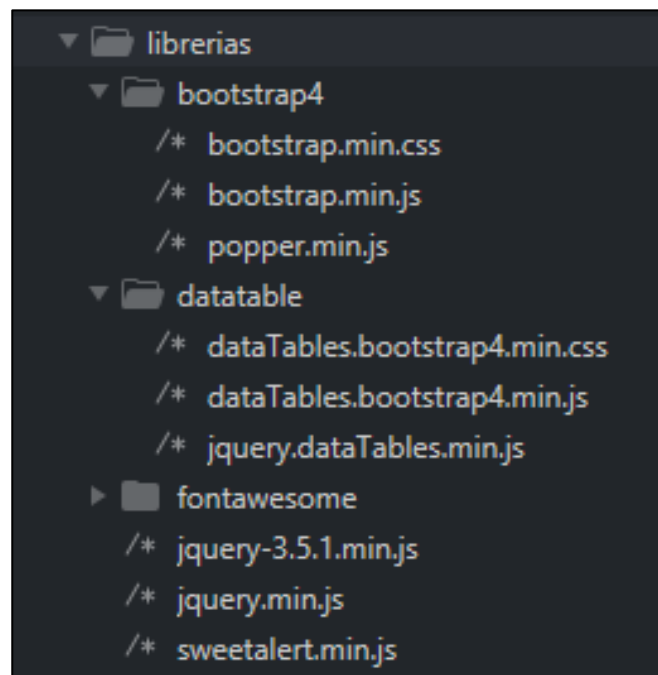 librerias
bootstrap4
/* bootstrap.min.css
/* bootstrap.min.js
/* popper.min.js
datatable
/* dataTables.bootstrap4.min.css
/* dataTables.bootstrap4.min.js
/* jquery.dataTables.min.js
fontawesome
/* jquery-3.5.1.min.js
/* jquery.min.js
/* sweetalert.min.js